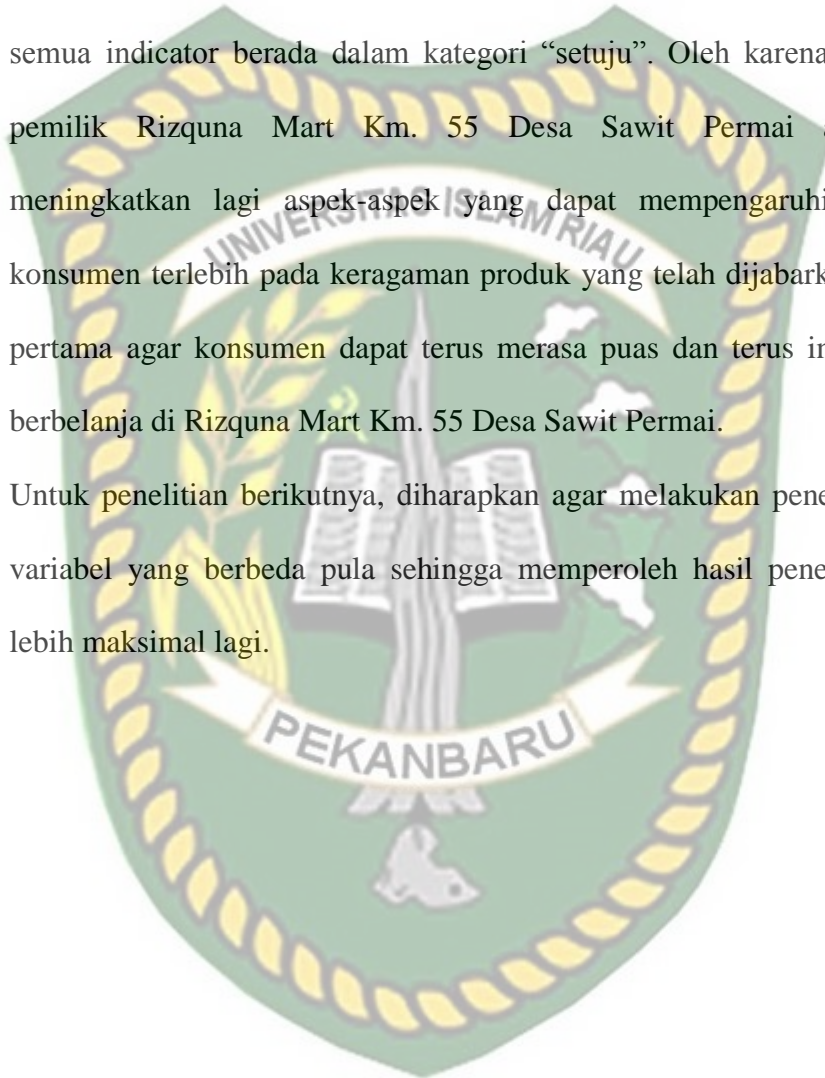 semua indicator berada dalam kategori “setuju”. Oleh karena
pemilik Rizquna Mart Km. 55 Desa Sawit Permai
meningkatkan lagi aspek-aspek yang dapat mempengaruhi
UNIVERSITAS ISLAM RIAU
konsumen terlebih pada keragaman produk yang telah dijabark
pertama agar konsumen dapat terus merasa puas dan terus in
berbelanja di Rizquna Mart Km. 55 Desa Sawit Permai.
Untuk penelitian berikutnya, diharapkan agar melakukan pene
variabel yang berbeda pula sehingga memperoleh hasil pene
lebih maksimal lagi.
PEKANBARU